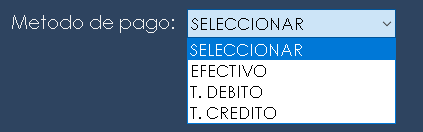 Metodo de pago: SELECCIONAR
SELECCIONAR
EFECTIVO
T. DEBITO
T. CREDITO